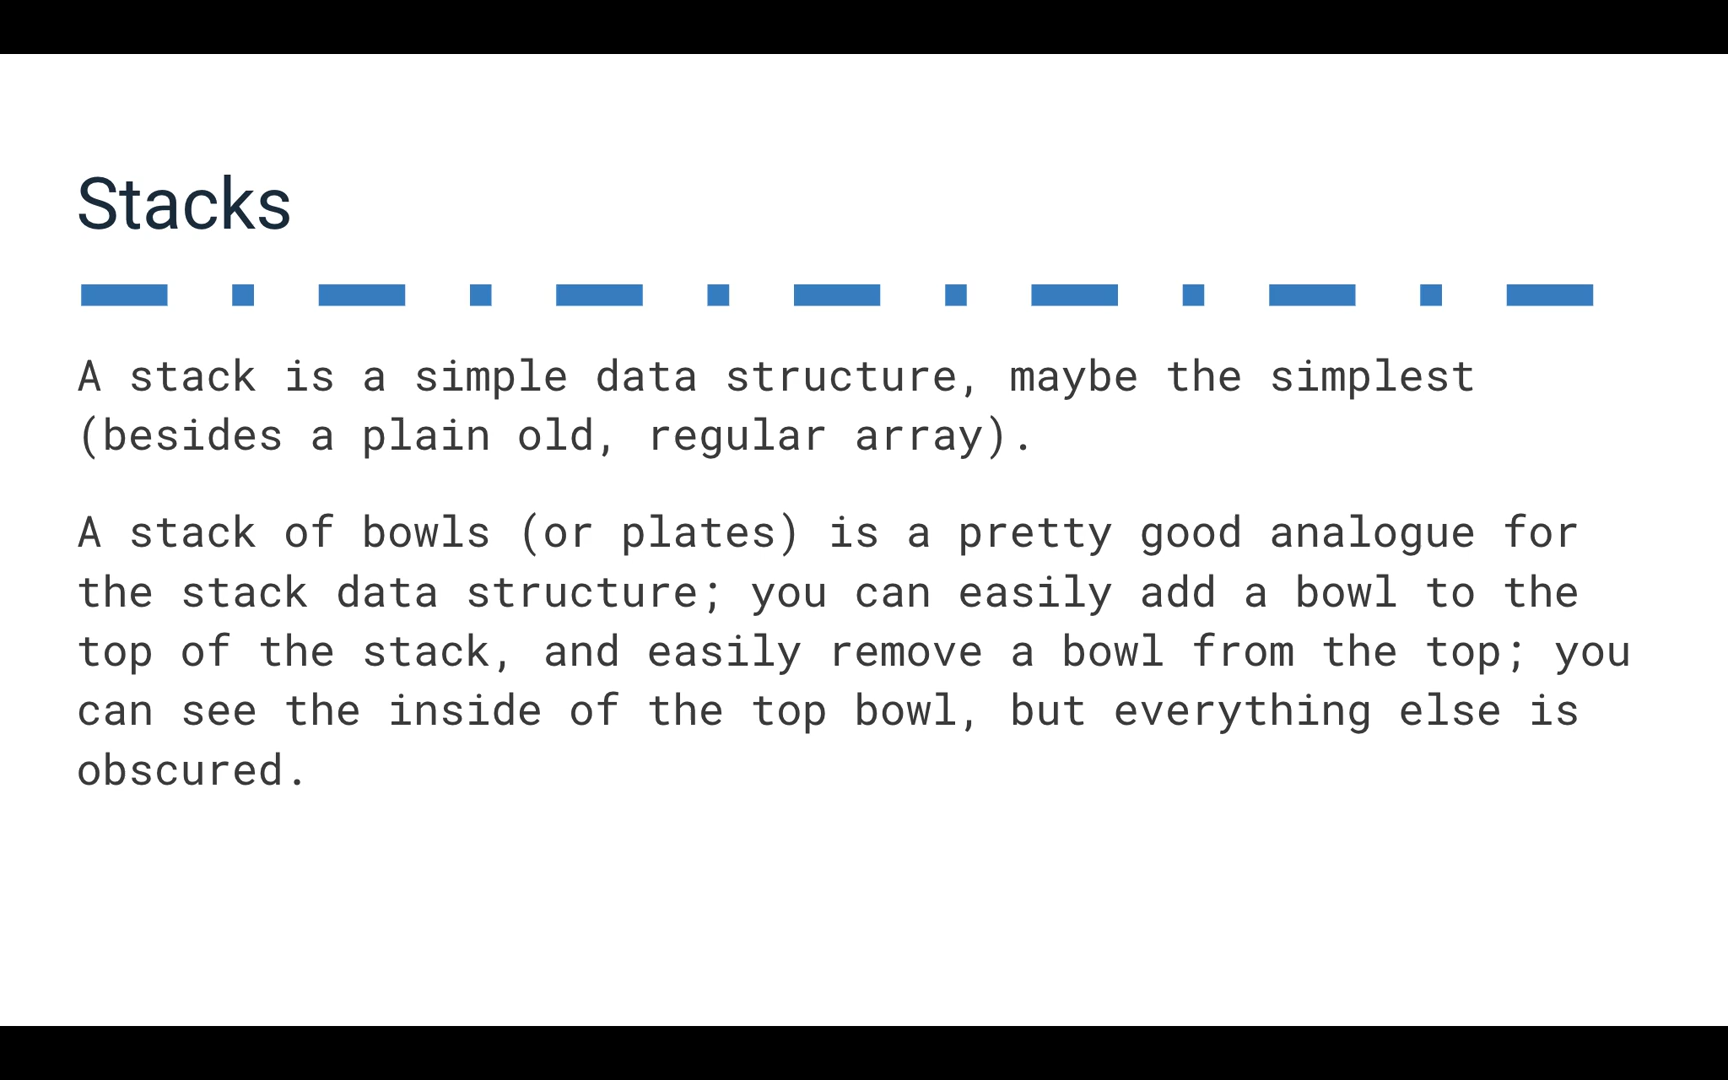 Stacks
A stack is a simple data structure, maybe the simplest
(besides a plain old, regular array).
A stack of bowls (or plates) is a pretty good analogue for
the stack data structure; you can easily add a bowl to the
top of the stack, and easily remove a bowl from the top; you
can see the inside of the top bowl, but everything else is
obscured.